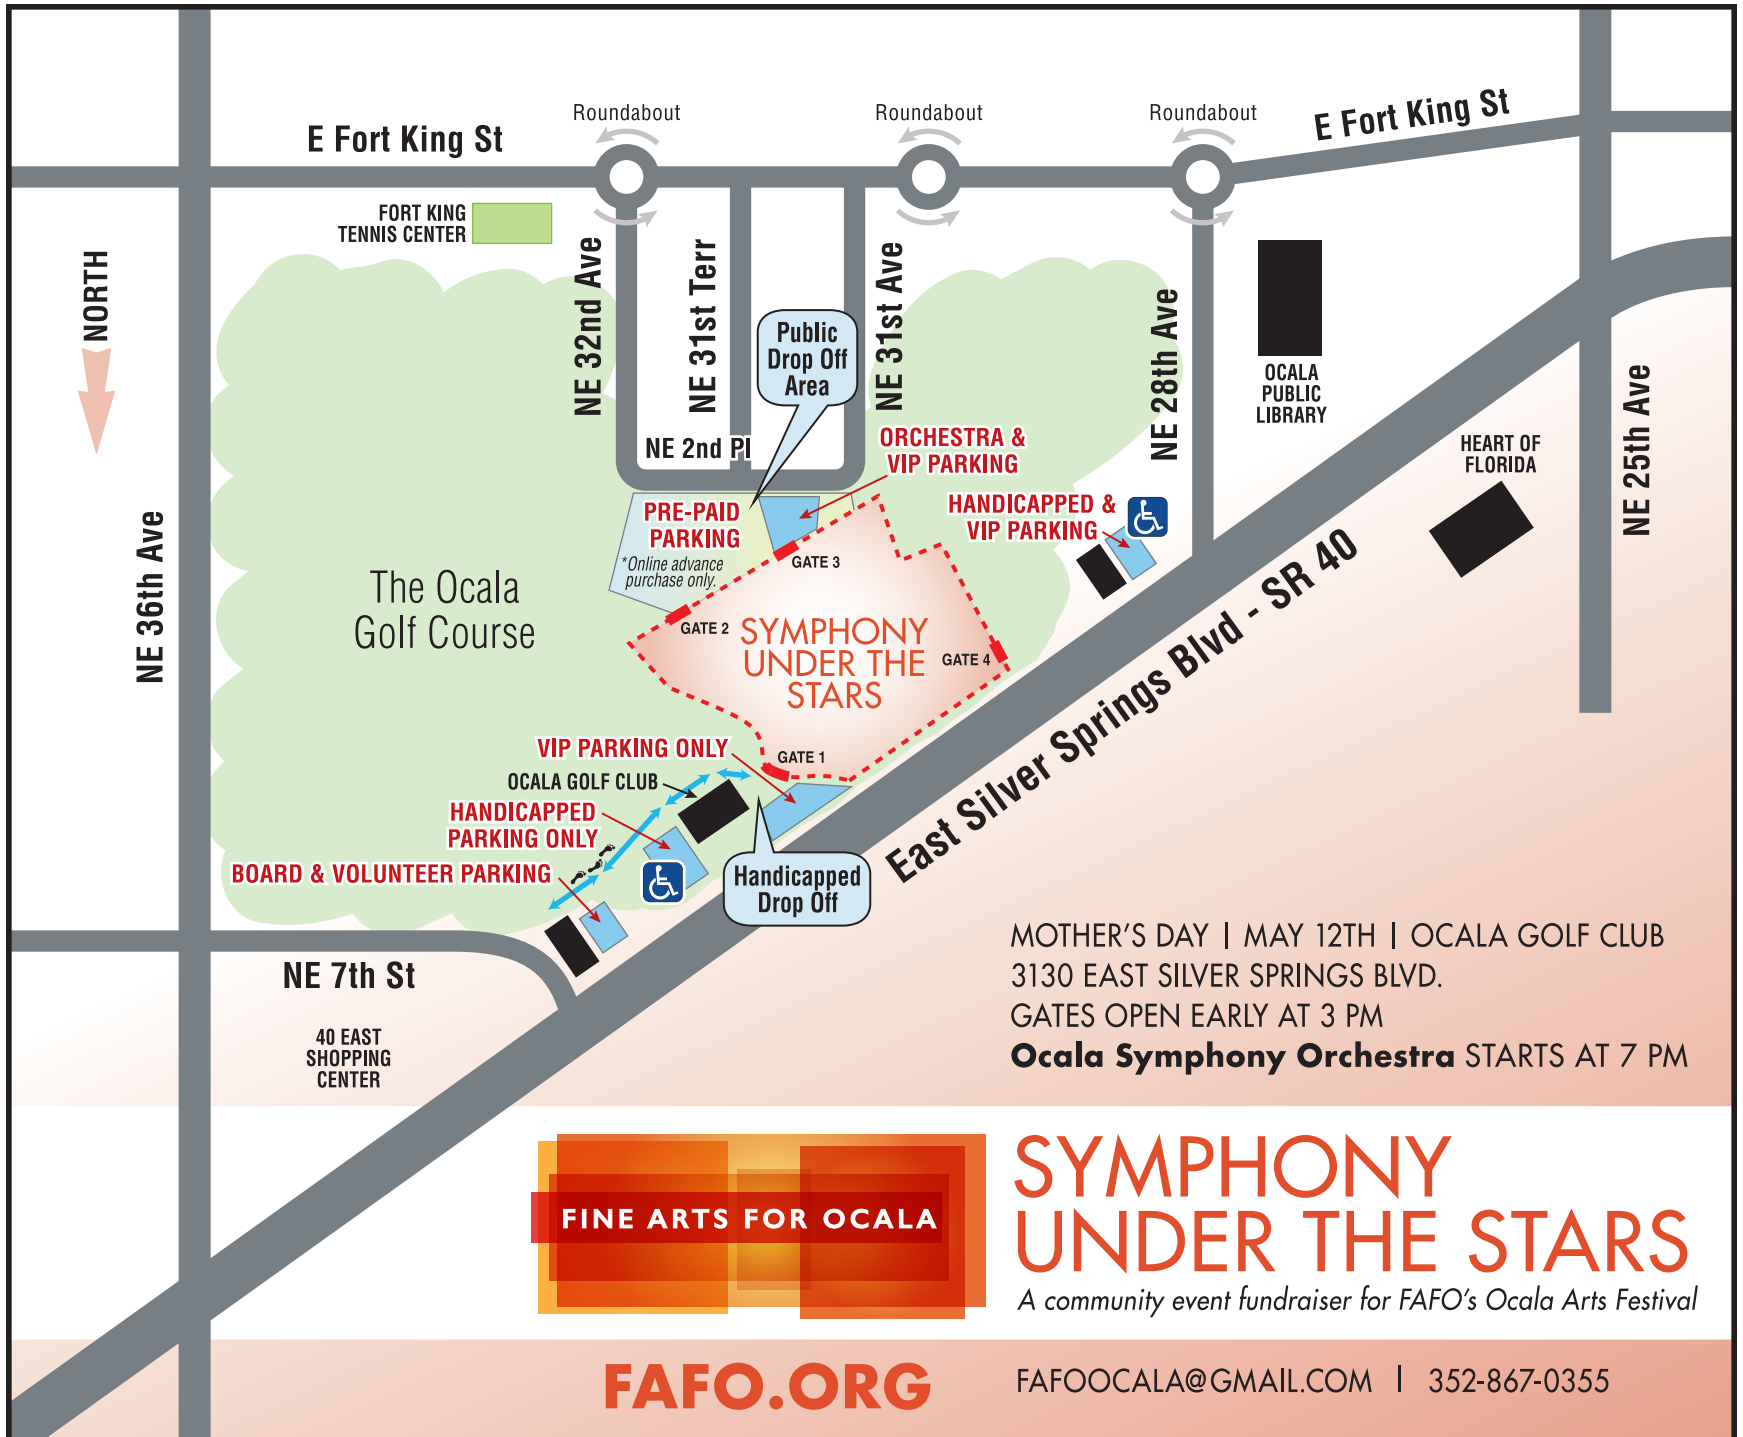 Roundabout
Roundabout
Roundabout
E Fort King St
E Fort King St
FORT KING
TENNIS CENTER
NORTH
NE 32nd Ave
NE 31st Terr
NE 31st Ave
NE 28th Ave
NE 25th Ave
NE 36th Ave
Public
Drop Off
Area
NE 2nd Pl
OCALA
PUBLIC
LIBRARY
HEART OF
FLORIDA
ORCHESTRA &
VIP PARKING
HANDICAPPED &
VIP PARKING
PRE-PAID
PARKING
*Online advance
purchase only.
GATE 3
GATE 2
GATE 4
GATE 1
The Ocala
Golf Course
SYMPHONY
UNDER THE
STARS
East Silver Springs Blvd - SR 40
VIP PARKING ONLY
OCALA GOLF CLUB
HANDICAPPED
PARKING ONLY
BOARD & VOLUNTEER PARKING
Handicapped
Drop Off
NE 7th St
40 EAST
SHOPPING
CENTER
MOTHER'S DAY | MAY 12TH | OCALA GOLF CLUB
3130 EAST SILVER SPRINGS BLVD.
GATES OPEN EARLY AT 3 PM
Ocala Symphony Orchestra STARTS AT 7 PM
FINE ARTS FOR OCALA
SYMPHONY
UNDER THE STARS
A community event fundraiser for FAFO's Ocala Arts Festival
FAFO.ORG
FAFOOCALA@GMAIL.COM | 352-867-0355